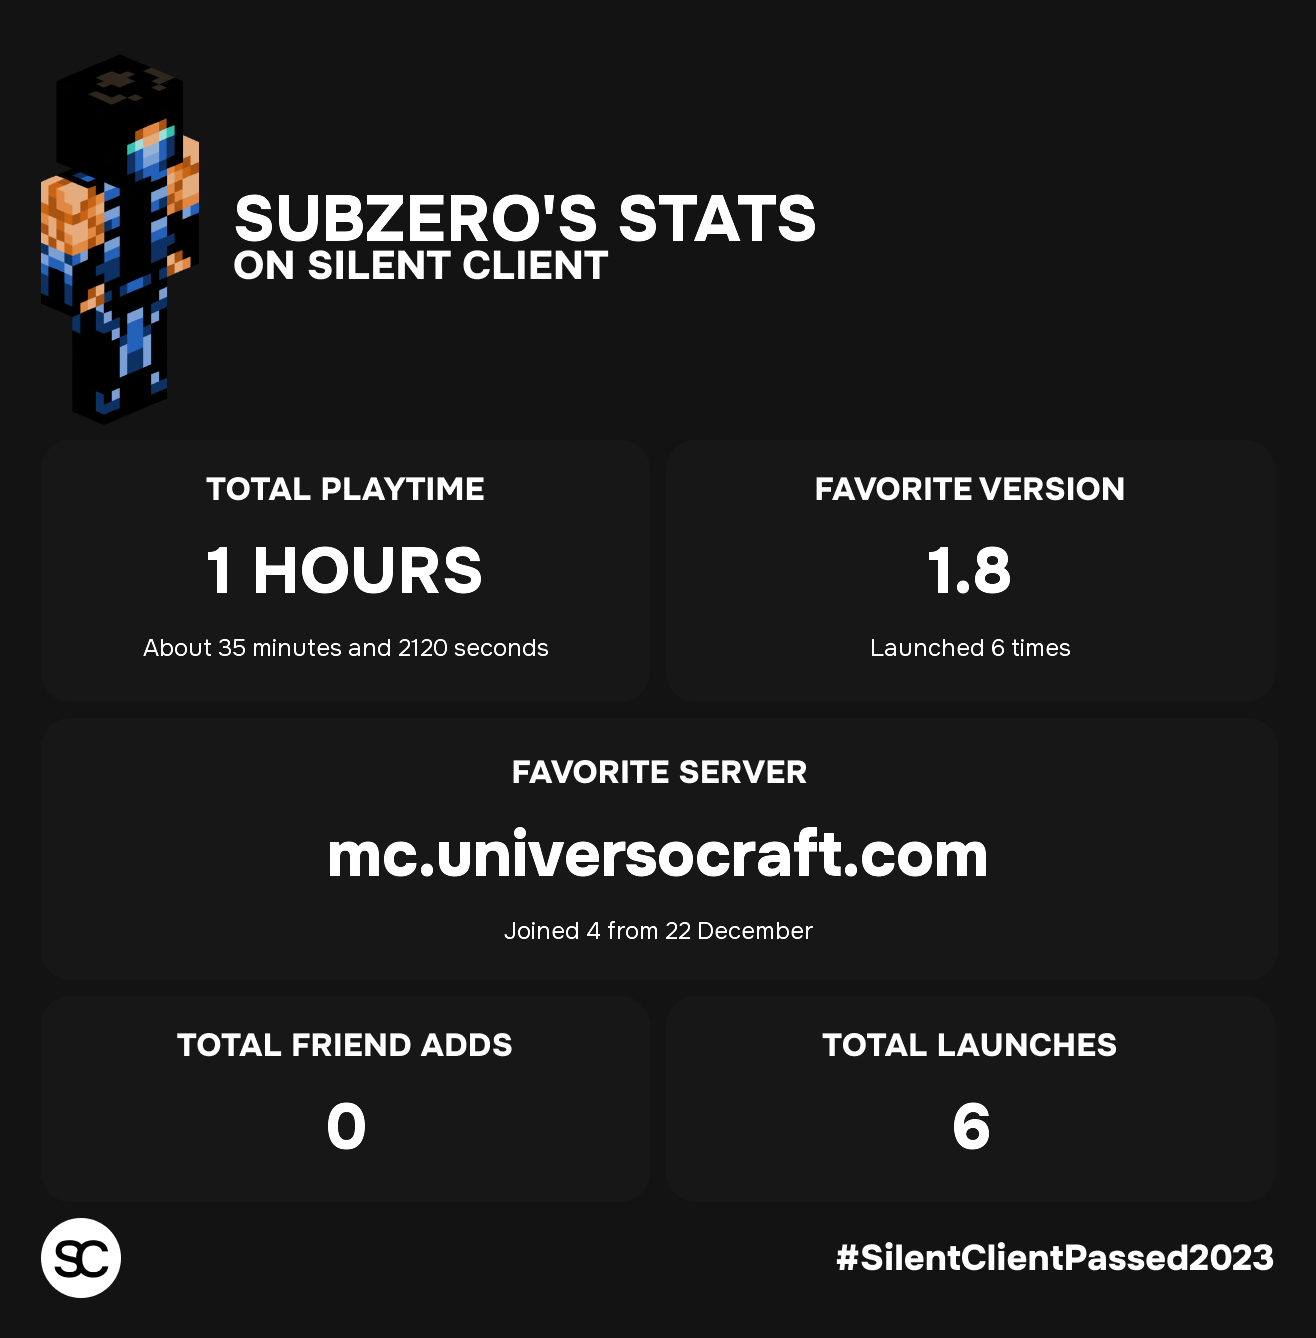 SUBZERO'S STATS
ON SILENT CLIENT
TOTAL PLAYTIME
1 HOURS
About 35 minutes and 2120 seconds
FAVORITE VERSION
1.8
Launched 6 times
FAVORITE SERVER
mc.universocraft.com
Joined 4 from 22 December
TOTAL FRIEND ADDS
0
TOTAL LAUNCHES
6
SC
#SilentClientPassed2023